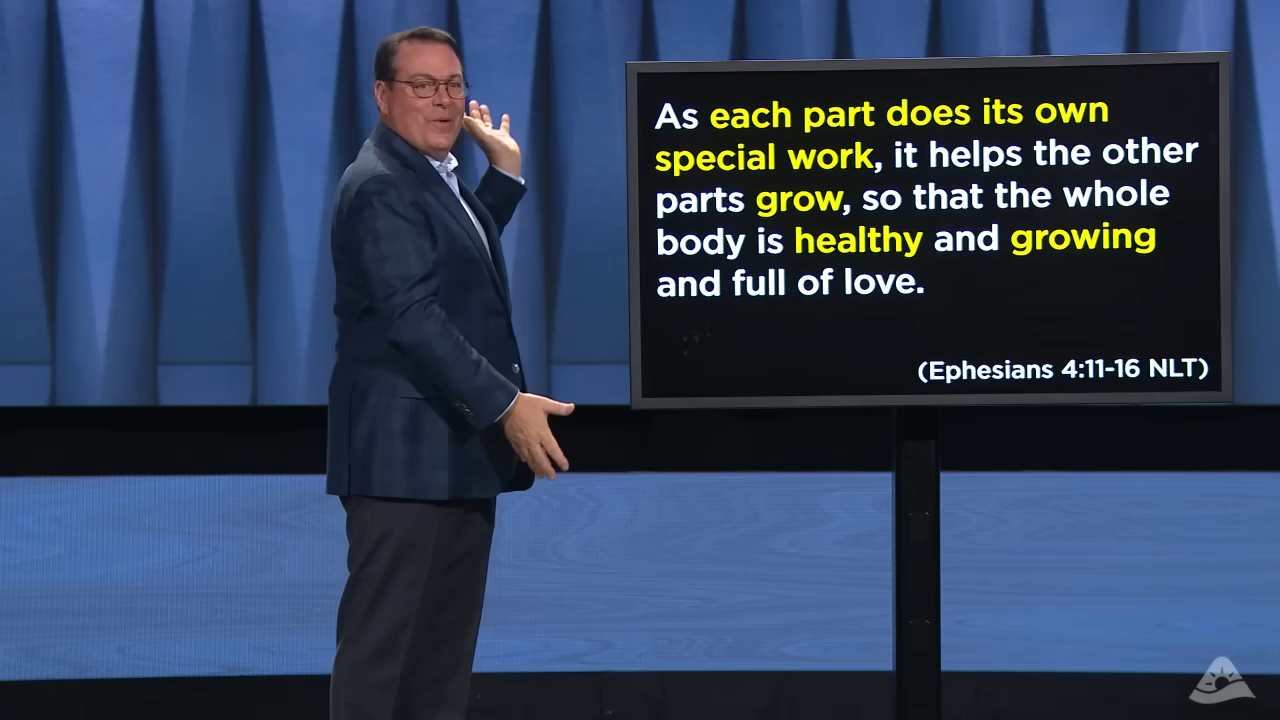 As each part does its own
special work, it helps the other
parts grow, so that the whole
body is healthy and growing
and full of love.
(Ephesians 4:11-16 NLT)